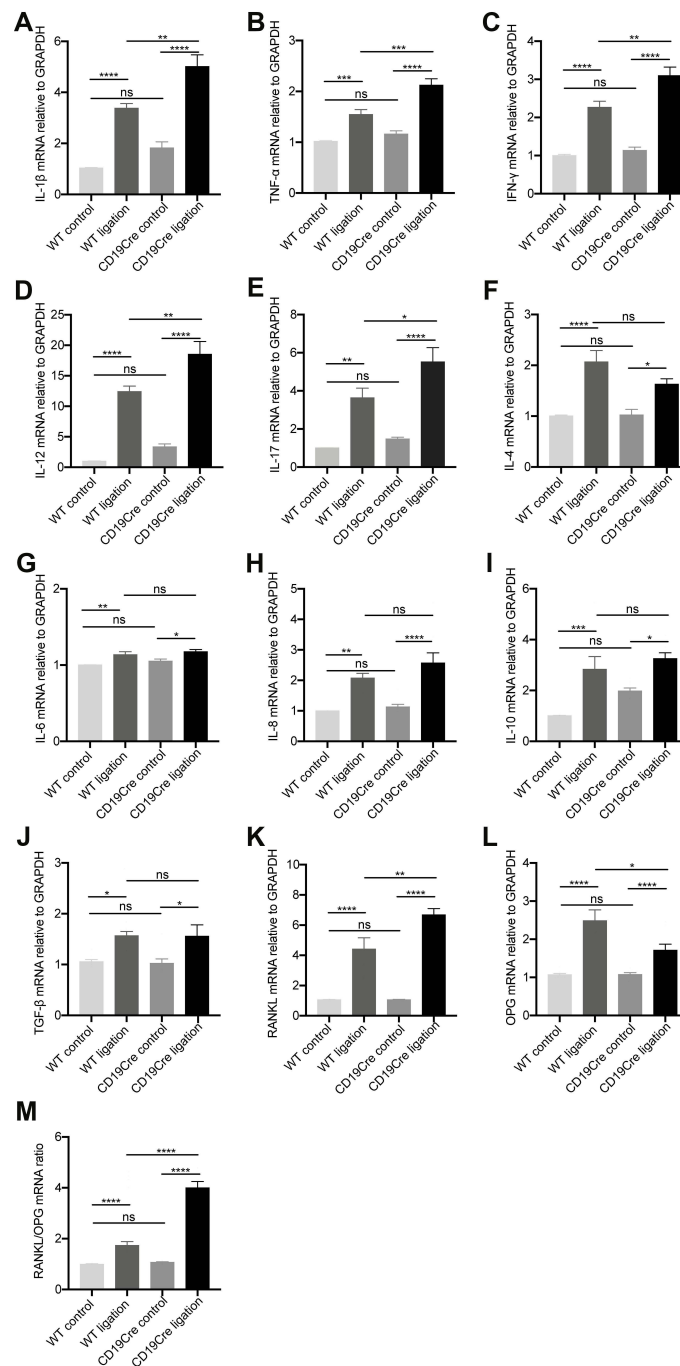 A
IL-1β mRNA relative to GRAPDH
6
4
2
0
**
****
****
ns
WT control
WT ligation
CD19Cre control
CD19Cre ligation
B
TNF-α mRNA relative to GRAPDH
3
2
1
0
***
****
***
ns
WT control
WT ligation
CD19Cre control
CD19Cre ligation
C
IFN-γ mRNA relative to GRAPDH
4
3
2
1
0
**
****
****
ns
WT control
WT ligation
CD19Cre control
CD19Cre ligation
D
IL-12 mRNA relative to GRAPDH
25
20
15
10
5
0
**
****
****
ns
WT control
WT ligation
CD19Cre control
CD19Cre ligation
E
IL-17 mRNA relative to GRAPDH
8
6
4
2
0
*
****
**
ns
WT control
WT ligation
CD19Cre control
CD19Cre ligation
F
IL-4 mRNA relative to GRAPDH
3
2
1
0
ns
****
ns
*
WT control
WT ligation
CD19Cre control
CD19Cre ligation
G
IL-6 mRNA relative to GRAPDH
2
1
0
ns
**
ns
*
WT control
WT ligation
CD19Cre control
CD19Cre ligation
H
IL-8 mRNA relative to GRAPDH
5
4
3
2
1
0
ns
****
**
ns
WT control
WT ligation
CD19Cre control
CD19Cre ligation
I
IL-10 mRNA relative to GRAPDH
6
4
2
0
ns
***
ns
*
WT control
WT ligation
CD19Cre control
CD19Cre ligation
J
TGF-β mRNA relative to GRAPDH
3
2
1
0
ns
*
ns
*
WT control
WT ligation
CD19Cre control
CD19Cre ligation
K
RANKL mRNA relative to GRAPDH
10
8
6
4
2
0
**
****
****
ns
WT control
WT ligation
CD19Cre control
CD19Cre ligation
L
OPG mRNA relative to GRAPDH
4
3
2
1
0
*
****
****
ns
WT control
WT ligation
CD19Cre control
CD19Cre ligation
M
RANKL/OPG mRNA ratio
6
4
2
0
****
****
****
ns
WT control
WT ligation
CD19Cre control
CD19Cre ligation